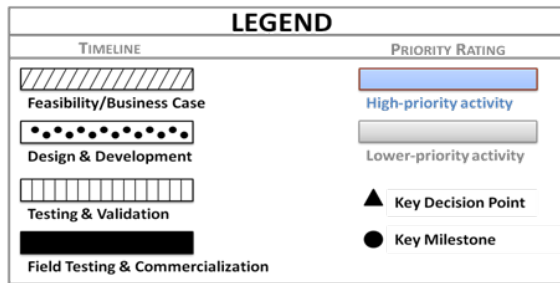 LEGEND
TIMELINE
PRIORITY RATING
Feasibility/Business Case
High-priority activity
Design & Development
Lower-priority activity
Testing & Validation
Key Decision Point
Key Milestone
Field Testing & Commercialization